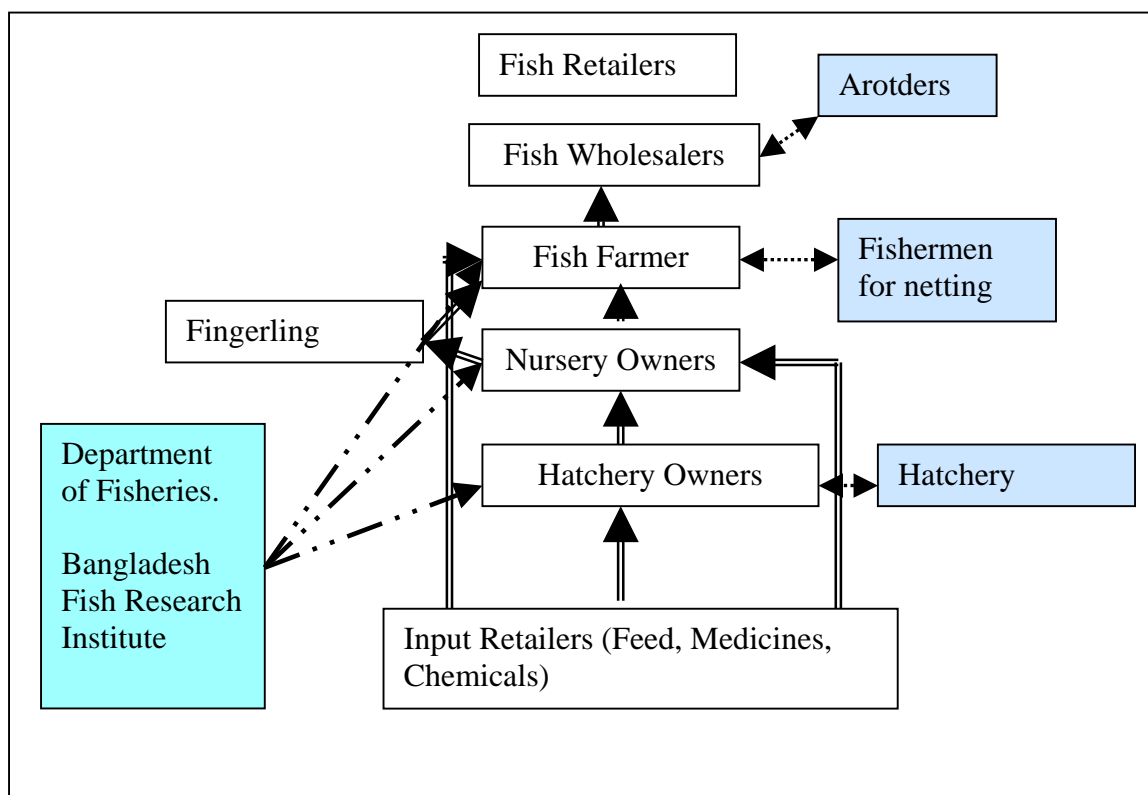 Fish Retailers
Arotders
Fish Wholesalers
Fish Farmer
Fishermen
for netting
Fingerling
Nursery Owners
Department
of Fisheries.
Bangladesh
Fish Research
Institute
Hatchery Owners
Hatchery
Input Retailers (Feed, Medicines,
Chemicals)